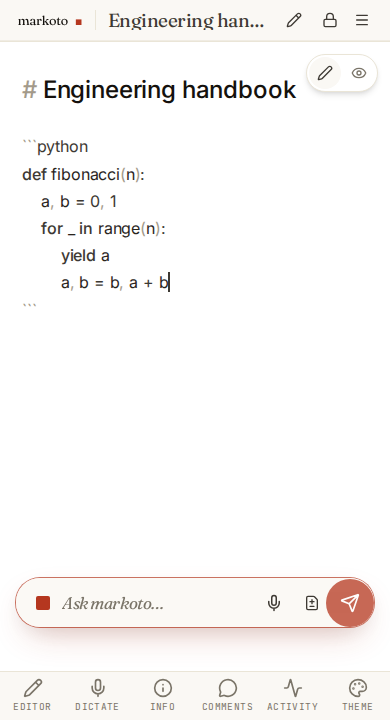 markoto
Engineering han...
# Engineering handbook
```python
def fibonacci(n):
    a, b = 0, 1
    for _ in range(n):
        yield a
        a, b = b, a + b
```
Ask markoto...
EDITOR DICTATE INFO COMMENTS ACTIVITY THEME